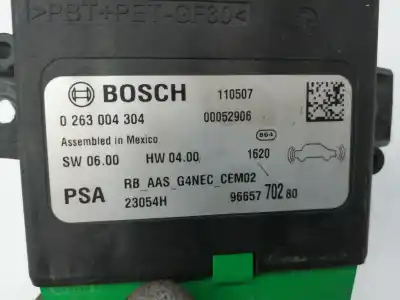 >PBT+PET-GF30<
BOSCH 110507
0 263 004 304 00052906
Assembled in Mexico 864
SW 06.00 HW 04.00 1620
PSA RB_AAS_G4NEC_CEM02
23054H 96657 702 80